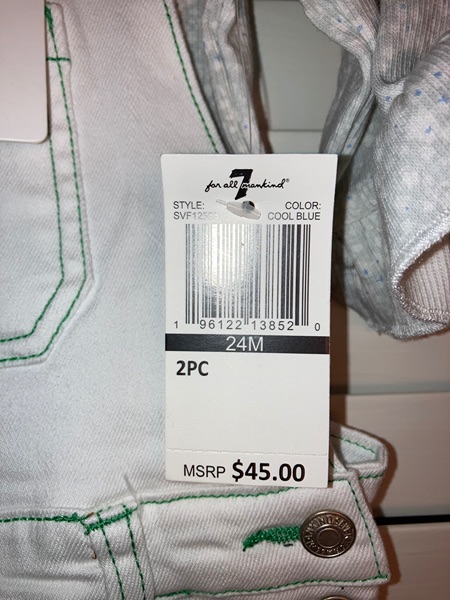 7
for all mankind®
STYLE: COLOR:
COOL BLUE
1 96122 13852 0
24M
2PC
MSRP $45.00